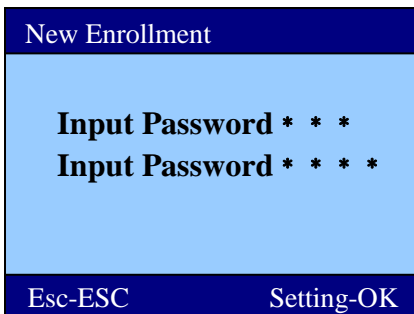 New Enrollment
Input Password * * *
Input Password * * * *
Esc-ESC Setting-OK